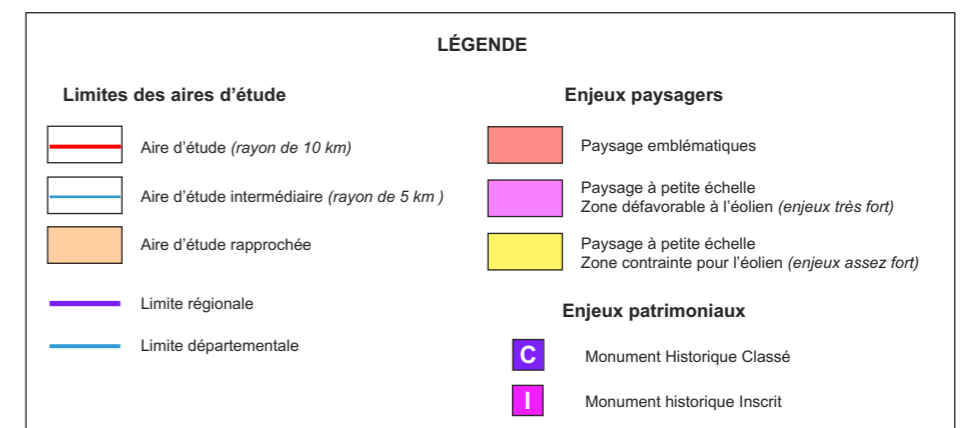 LÉGENDE
Limites des aires d'étude
Aire d'étude (rayon de 10 km)
Aire d'étude intermédiaire (rayon de 5 km )
Aire d'étude rapprochée
Limite régionale
Limite départementale
Enjeux paysagers
Paysage emblématiques
Paysage à petite échelle
Zone défavorable à l'éolien (enjeux très fort)
Paysage à petite échelle
Zone contrainte pour l'éolien (enjeux assez fort)
Enjeux patrimoniaux
C Monument Historique Classé
I Monument historique Inscrit